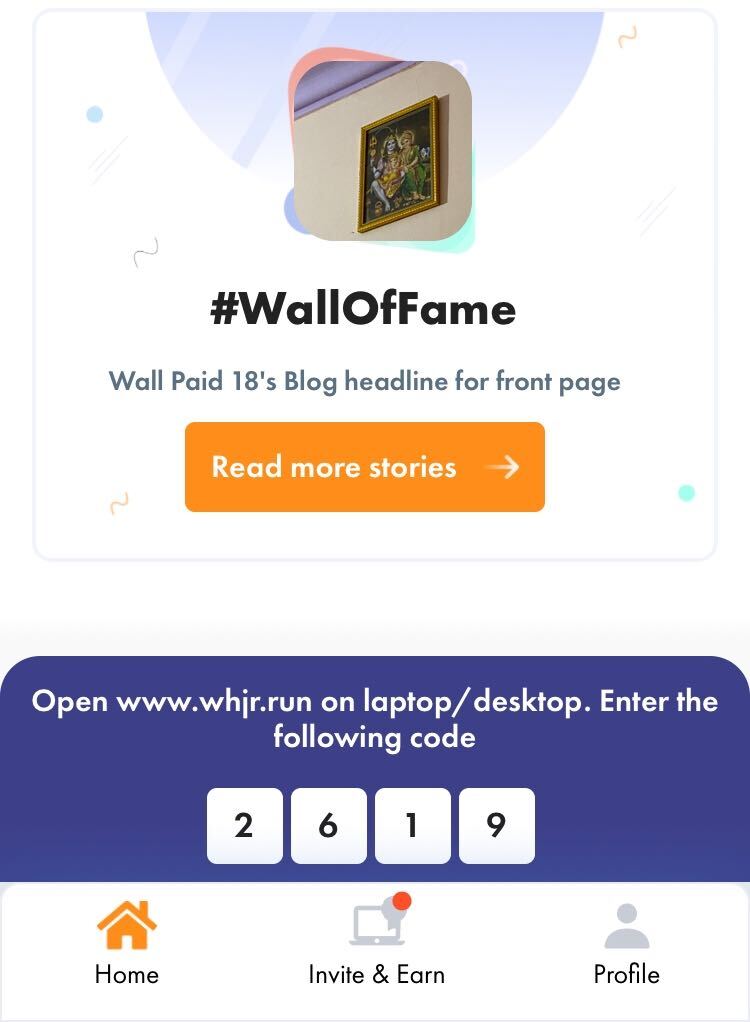 #WallOfFame
Wall Paid 18's Blog headline for front page
Read more stories
Open www.whjr.run on laptop/desktop. Enter the
following code
2 6 1 9
Home Invite & Earn Profile